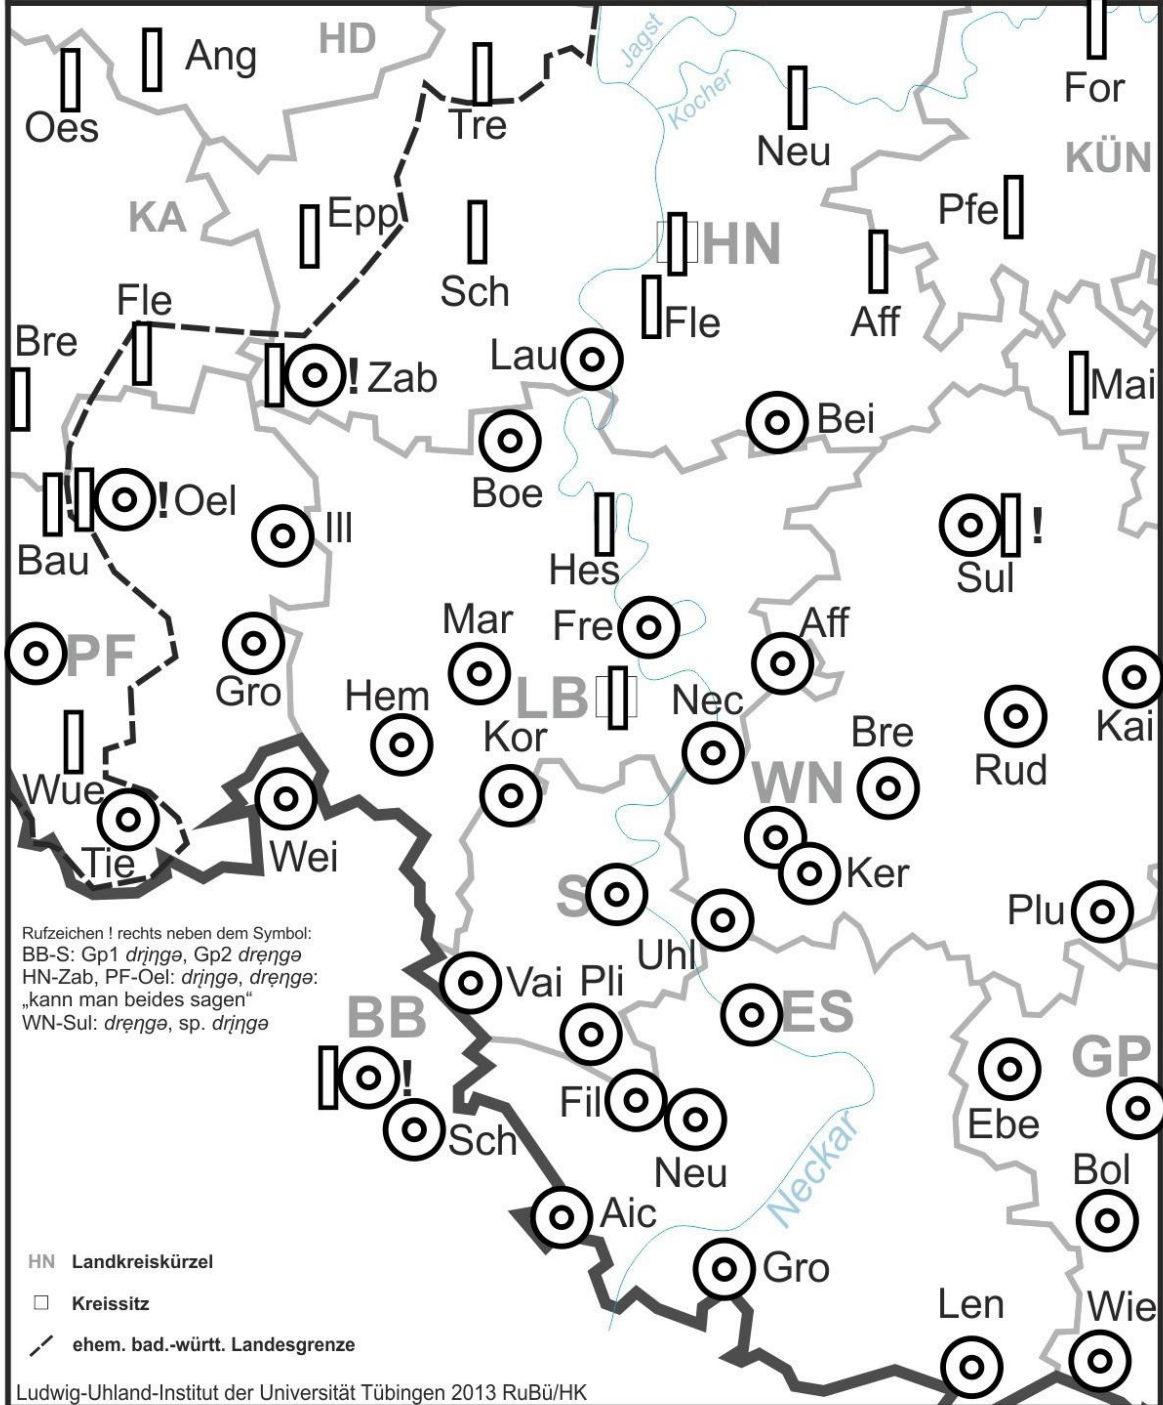 HD
Jagst
Ang
For
Kocher
Oes
Tre
Neu
KÜN
KA
Epp
Pfe
HN
Sch
Fle
Fle
Aff
Bre
Lau
! Zab
Mai
Bei
Boe
!Oel
Ill
!
Bau
Hes
Sul
Mar
Fre
Aff
PF
Gro
Hem
LB
Nec
Kor
Bre
Kai
Rud
WN
Wue
Tie
Wei
Ker
S
Plu
Uhl
Rufzeichen ! rechts neben dem Symbol:
BB-S: Gp1 drịŋgə, Gp2 drẹngə
HN-Zab, PF-Oel: drịngə, drẹngə:
„kann man beides sagen“
WN-Sul: drẹngə, sp. drịŋgə
Vai
Pli
BB
ES
GP
!
Fil
Sch
Ebe
Neu
Neckar
Bol
Aic
HN Landkreiskürzel
Gro
Kreissitz
Len
Wie
ehem. bad.-württ. Landesgrenze
Ludwig-Uhland-Institut der Universität Tübingen 2013 RuBü/HK